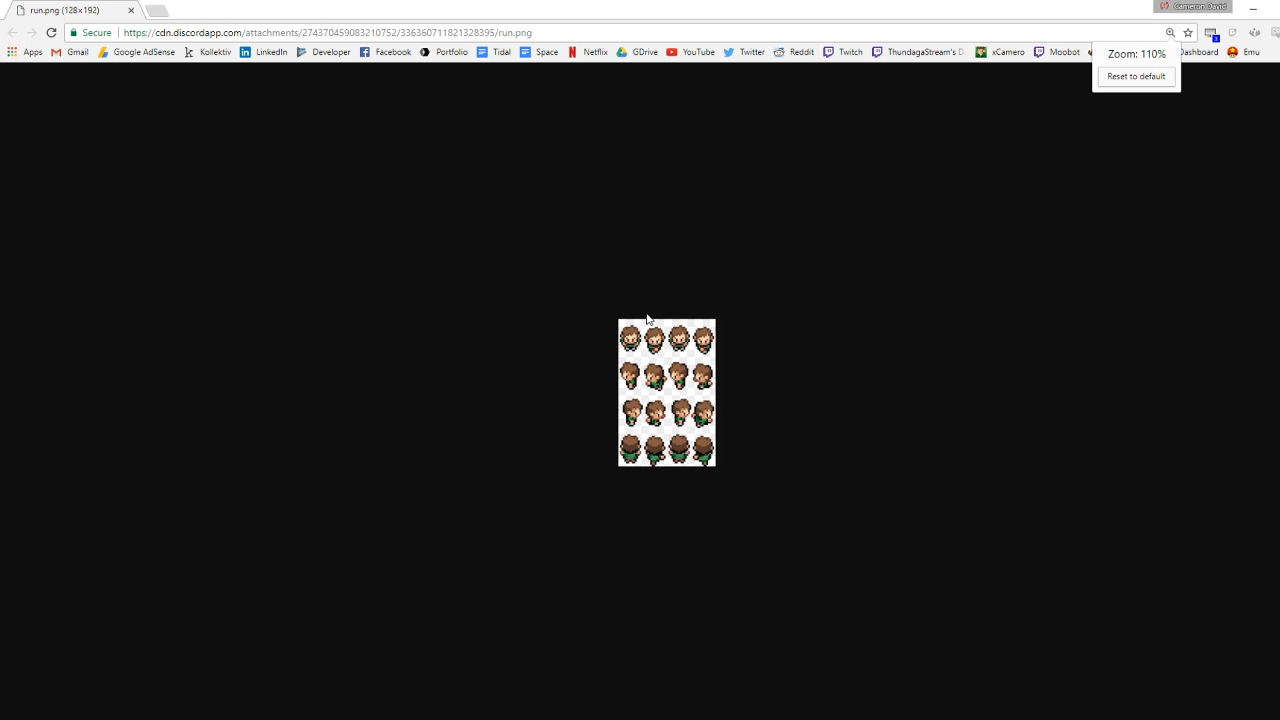 run.png (128×192)
Cameron David
Secure https://cdn.discordapp.com/attachments/274370459083210752/336360711821328395/run.png
Apps Gmail Google AdSense Kollektiv LinkedIn Developer Facebook Portfolio Tidal Space Netflix GDrive YouTube Twitter Reddit Twitch ThundagaStream's D xCamero Moobot Dashboard Emu
Zoom: 110%
Reset to default